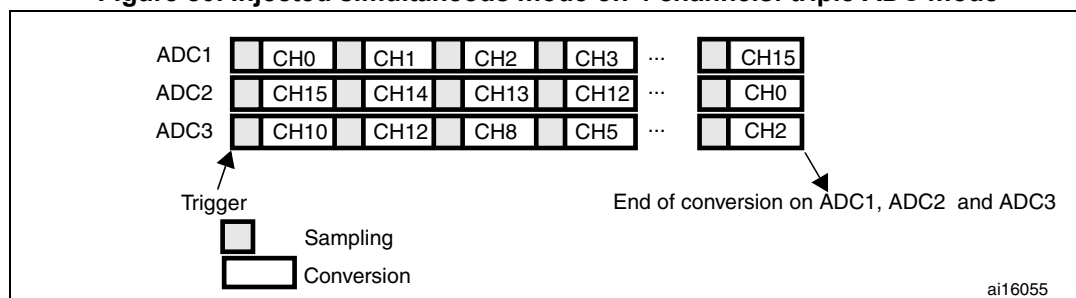 Figure 60. Injected simultaneous mode on 4 channels: triple ADC mode
ADC1 CH0 CH1 CH2 CH3 ... CH15
ADC2 CH15 CH14 CH13 CH12 ... CH0
ADC3 CH10 CH12 CH8 CH5 ... CH2
Trigger
End of conversion on ADC1, ADC2 and ADC3
Sampling
Conversion
ai16055